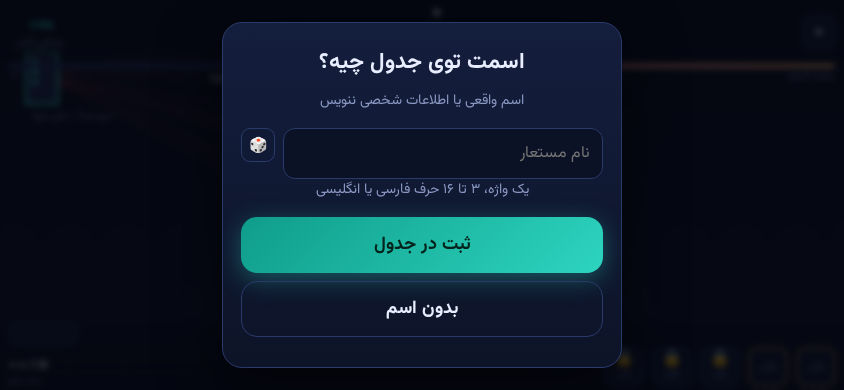 اسمت توی جدول چیه؟
اسم واقعی یا اطلاعات شخصی ننویس
نام مستعار
یک واژه، ۳ تا ۱۶ حرف فارسی یا انگلیسی
ثبت در جدول
بدون اسم